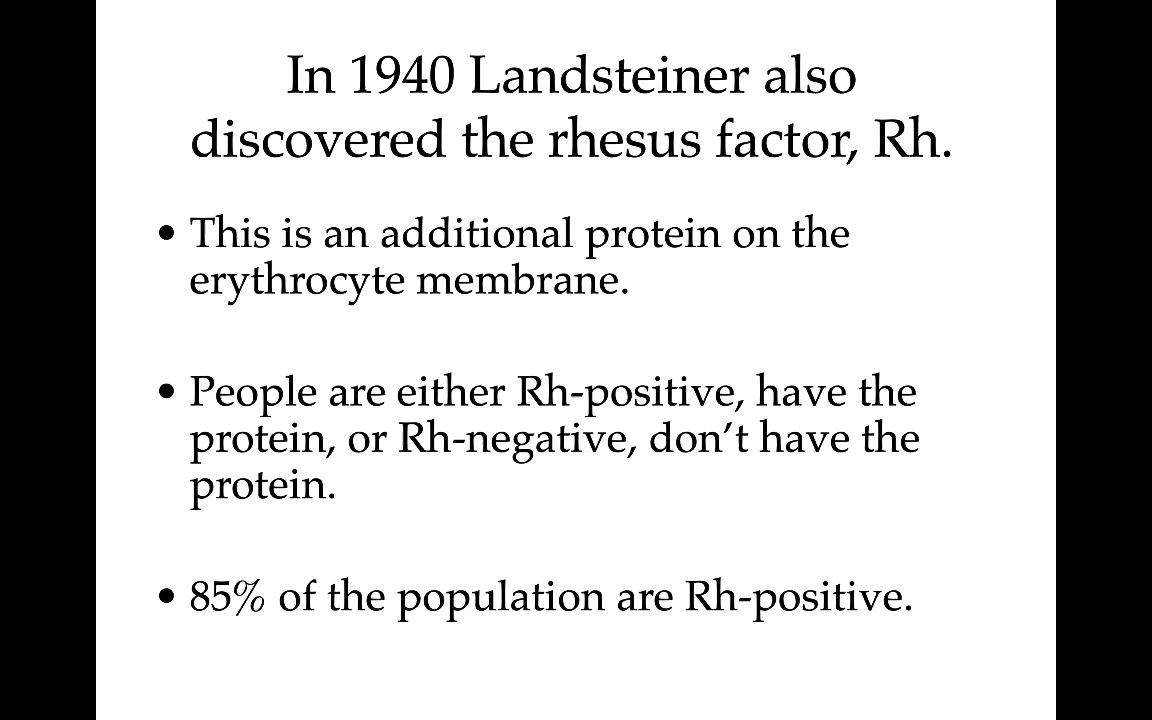 In 1940 Landsteiner also
discovered the rhesus factor, Rh.
• This is an additional protein on the
erythrocyte membrane.
• People are either Rh-positive, have the
protein, or Rh-negative, don’t have the
protein.
• 85% of the population are Rh-positive.